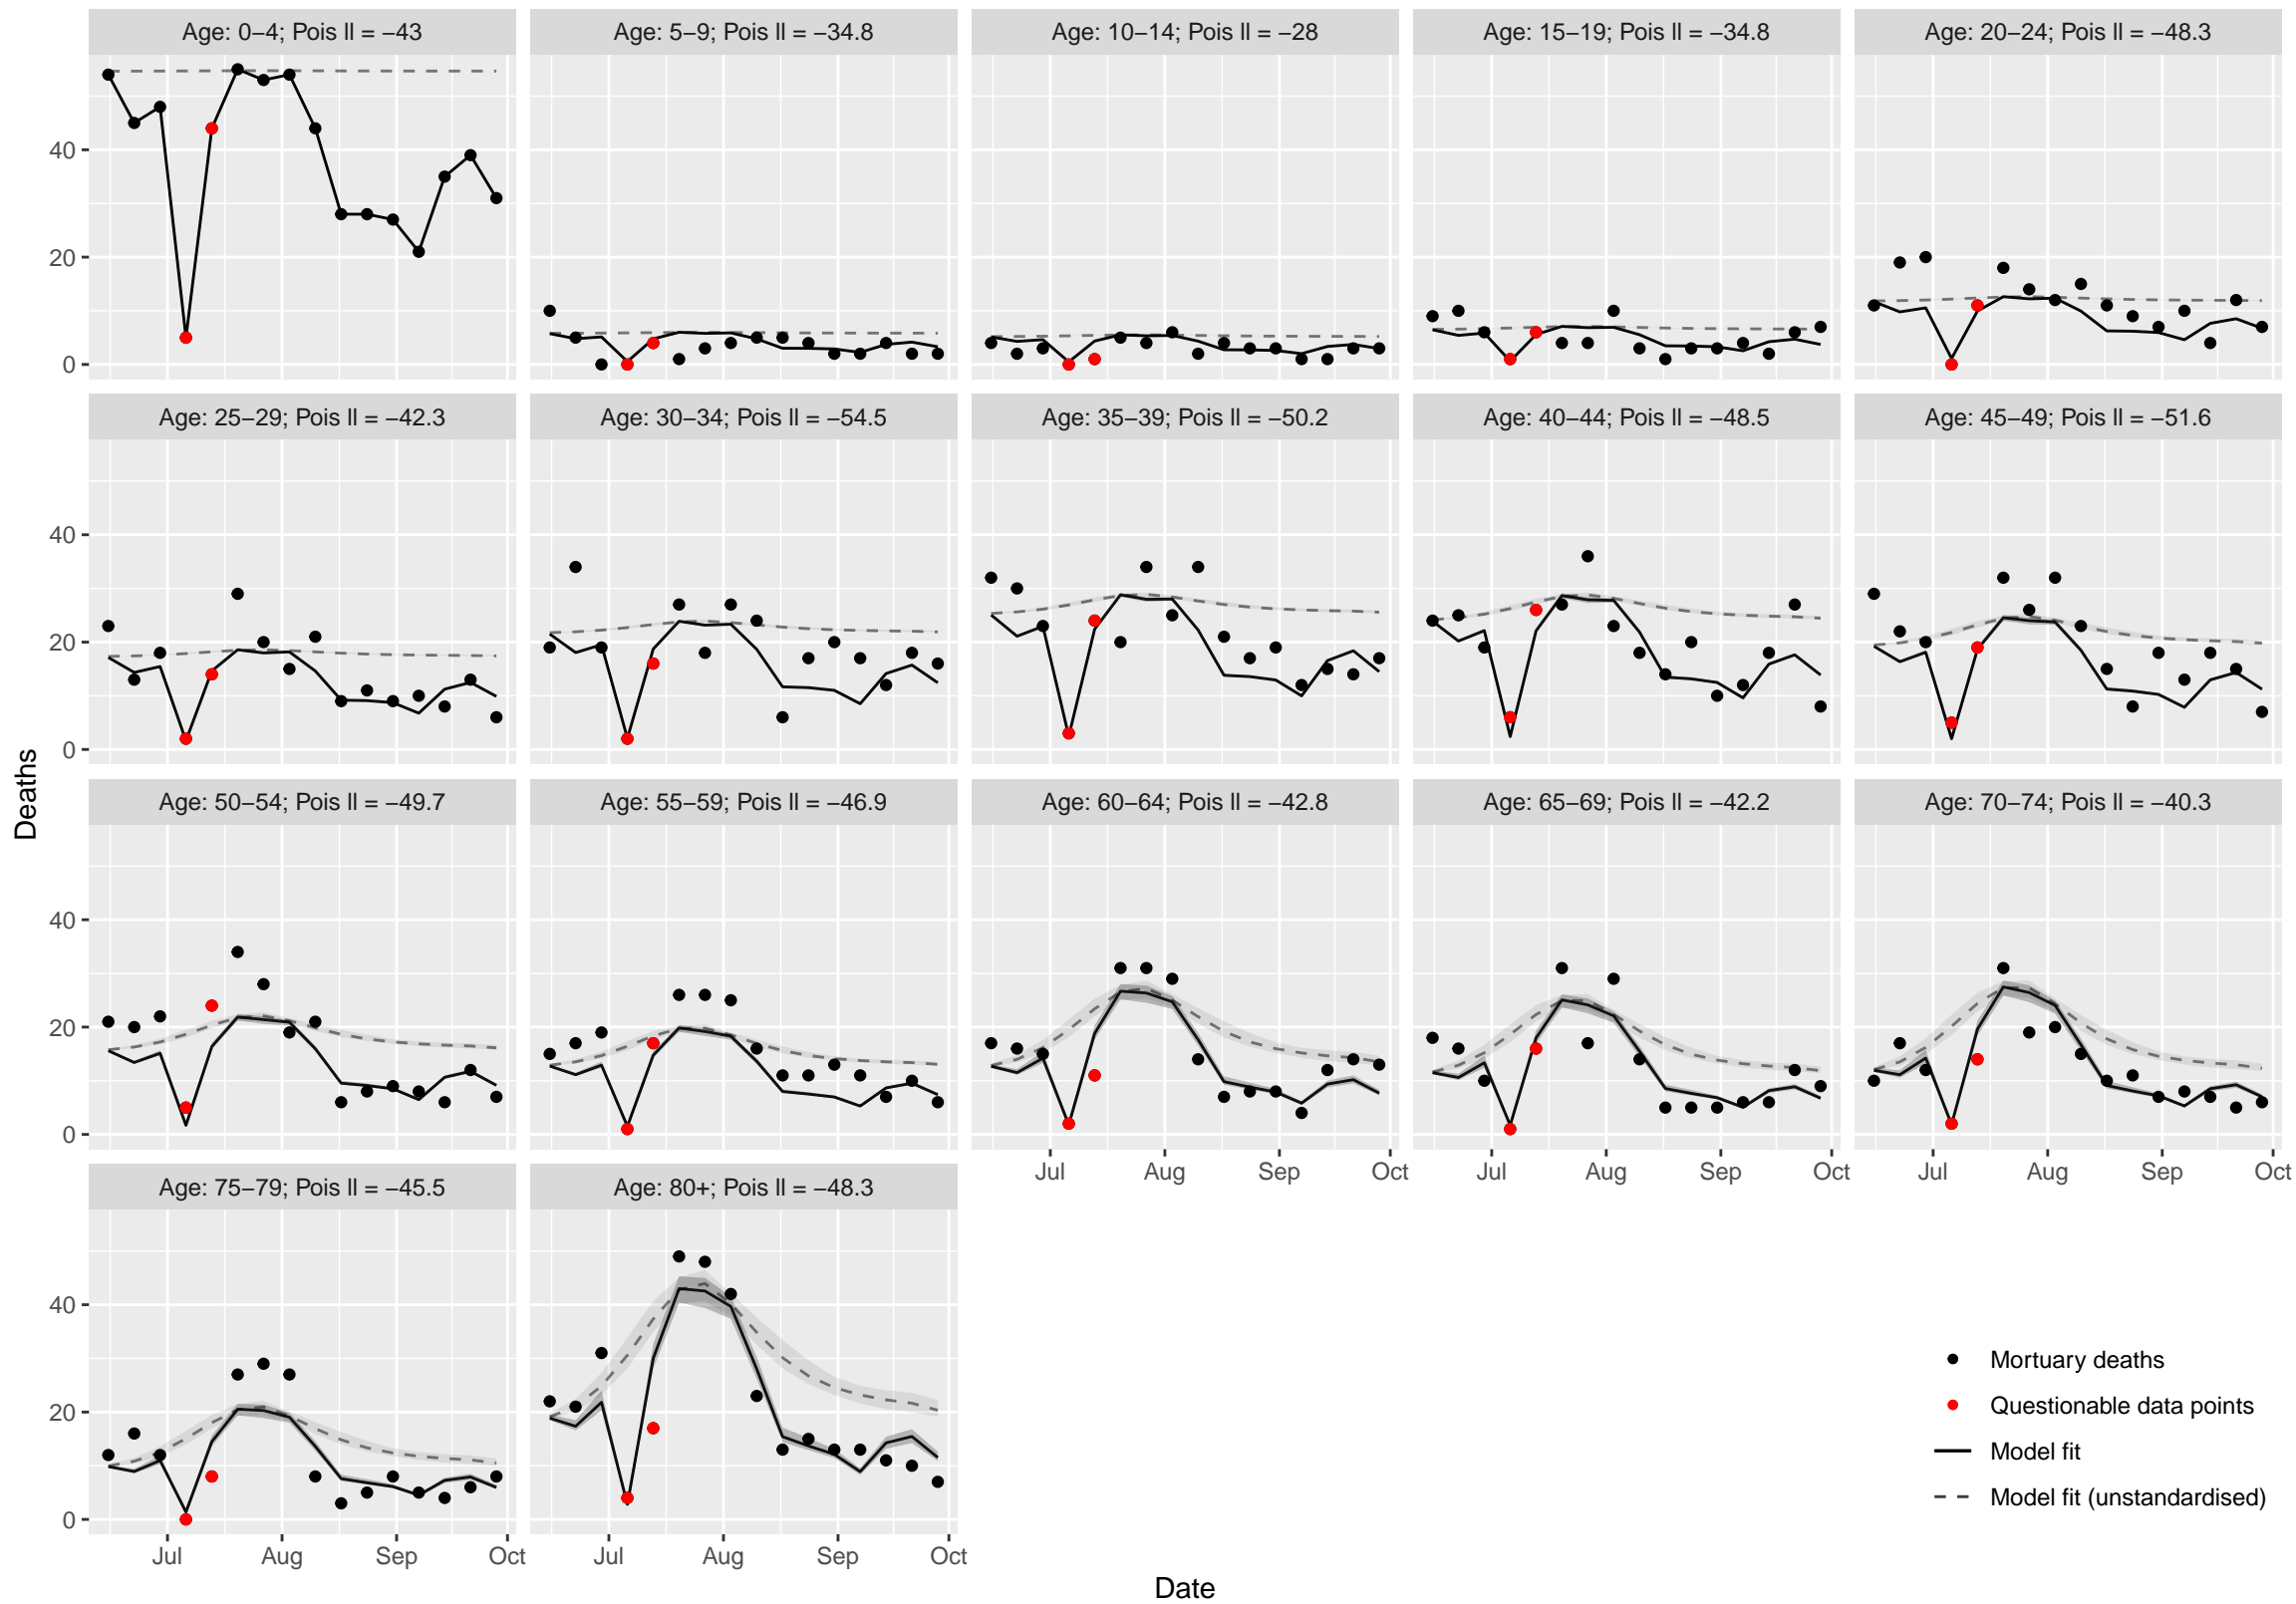 Age: 0−4; Pois ll = −43
Age: 5−9; Pois ll = −34.8
Age: 10−14; Pois ll = −28
Age: 15−19; Pois ll = −34.8
Age: 20−24; Pois ll = −48.3
40
20
0
Age: 25−29; Pois ll = −42.3
Age: 30−34; Pois ll = −54.5
Age: 35−39; Pois ll = −50.2
Age: 40−44; Pois ll = −48.5
Age: 45−49; Pois ll = −51.6
40
20
0
Deaths
Age: 50−54; Pois ll = −49.7
Age: 55−59; Pois ll = −46.9
Age: 60−64; Pois ll = −42.8
Age: 65−69; Pois ll = −42.2
Age: 70−74; Pois ll = −40.3
40
20
0
Jul Aug Sep Oct
Jul Aug Sep Oct
Jul Aug Sep Oct
Age: 75−79; Pois ll = −45.5
Age: 80+; Pois ll = −48.3
40
20
0
Jul Aug Sep Oct
Jul Aug Sep Oct
Mortuary deaths
Questionable data points
Model fit
Model fit (unstandardised)
Date